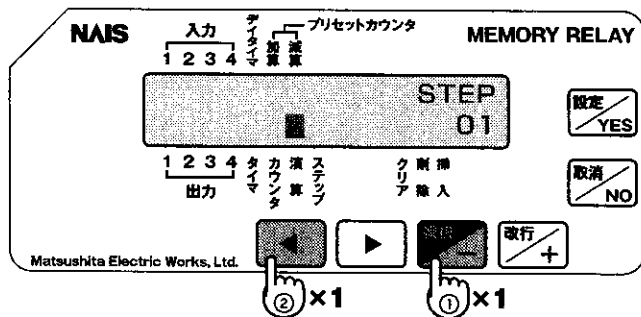 NAIS
入力
1 2 3 4
デイタイマ
加算
減算
プリセットカウンタ
MEMORY RELAY
STEP
01
設定/YES
1 2 3 4
出力
タイマ
カウンタ
演算
ステップ
クリア
削除
挿入
取消/NO
Matsushita Electric Works, Ltd.
◀
▶
−
改行/+
② ×1
① ×1